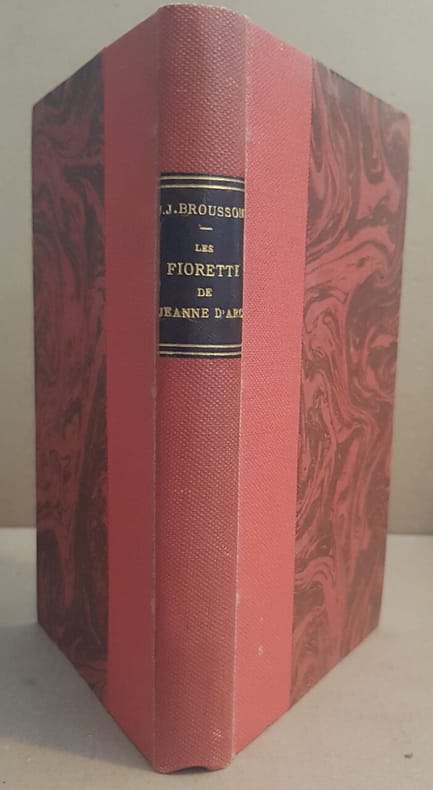 J.J.BROUSSON
LES
FIORETTI
DE
JEANNE D'ARC